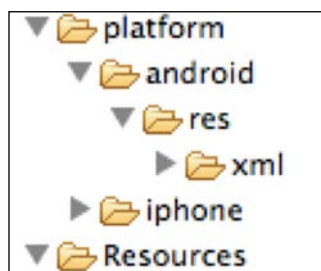 platform
android
res
xml
iphone
Resources